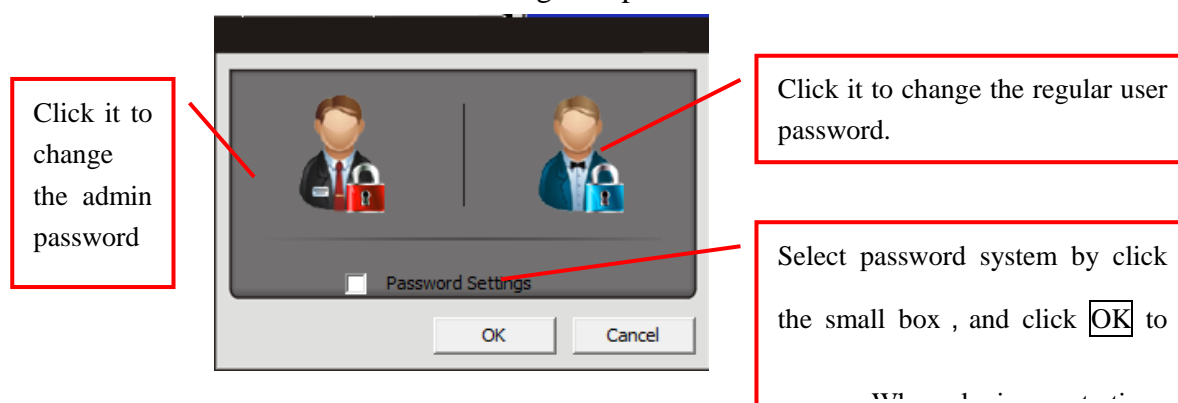 Click it to
change
the admin
password
Password Settings
OK
Cancel
Click it to change the regular user
password.
Select password system by click
the small box , and click OK to